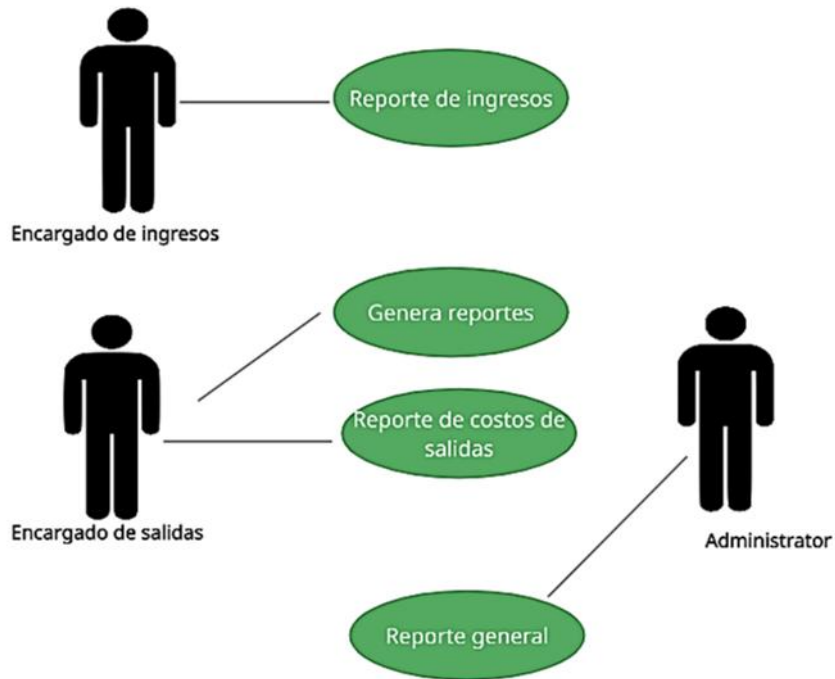 Reporte de ingresos
Encargado de ingresos
Genera reportes
Reporte de costos de
salidas
Encargado de salidas
Administrator
Reporte general